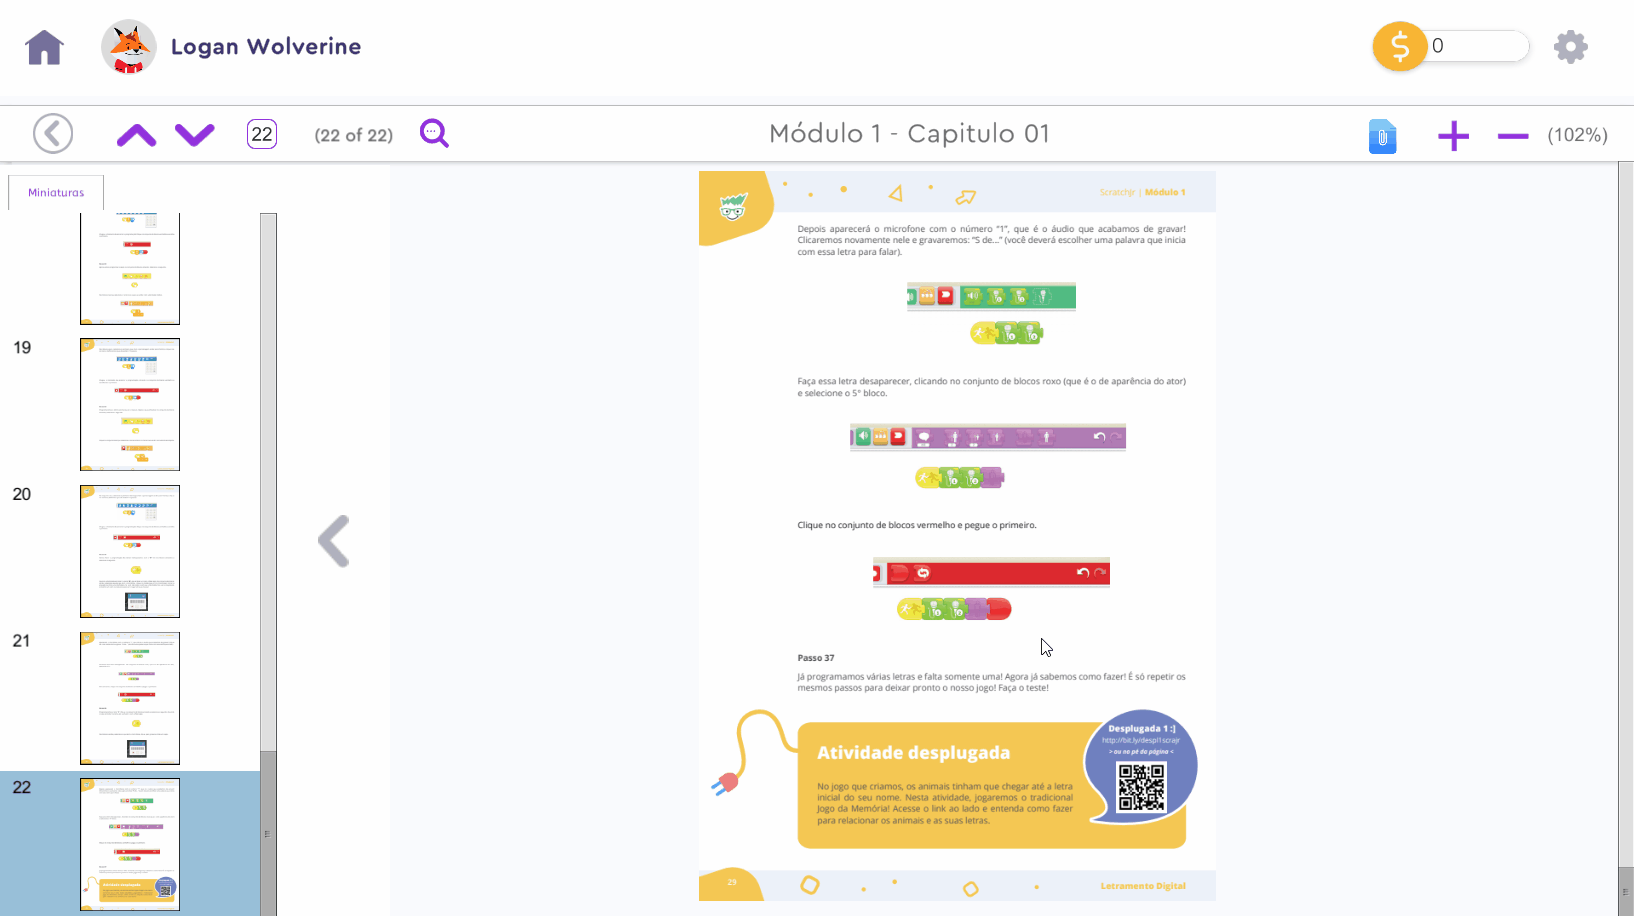 Logan Wolverine
0
22
(22 of 22)
Módulo 1 - Capitulo 01
(102%)
Miniaturas
19
20
21
22
ScratchJr | Módulo 1
Depois aparecerá o microfone com o número “1”, que é o áudio que acabamos de gravar!
Clicaremos novamente nele e gravaremos: “S de...” (você deverá escolher uma palavra que inicia
com essa letra para falar).
Faça essa letra desaparecer, clicando no conjunto de blocos roxo (que é o de aparência do ator)
e selecione o 5° bloco.
Clique no conjunto de blocos vermelho e pegue o primeiro.
Passo 37
Já programamos várias letras e falta somente uma! Agora já sabemos como fazer! É só repetir os
mesmos passos para deixar pronto o nosso jogo! Faça o teste!
Atividade desplugada
No jogo que criamos, os animais tinham que chegar até a letra
inicial do seu nome. Nesta atividade, jogaremos o tradicional
Jogo da Memória! Acesse o link ao lado e entenda como fazer
para relacionar os animais e as suas letras.
Desplugada 1 :]
http://bit.ly/despl1scrajr
> ou no pé da página <
29
Letramento Digital